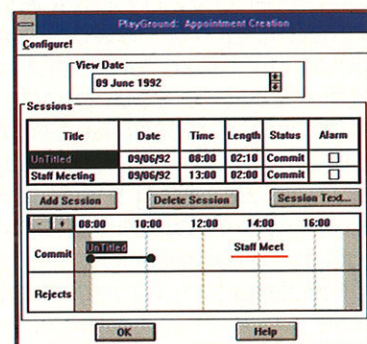 PlayGround: Appointment Creation
Configure!
View Date
09 June 1992
Sessions
Title Date Time Length Status Alarm
UnTitled 09/06/92 08:00 02:10 Commit
Staff Meeting 09/06/92 13:00 02:00 Commit
Add Session Delete Session Session Text...
- + 08:00 10:00 12:00 14:00 16:00
Commit UnTitled Staff Meet
Rejects
OK Help